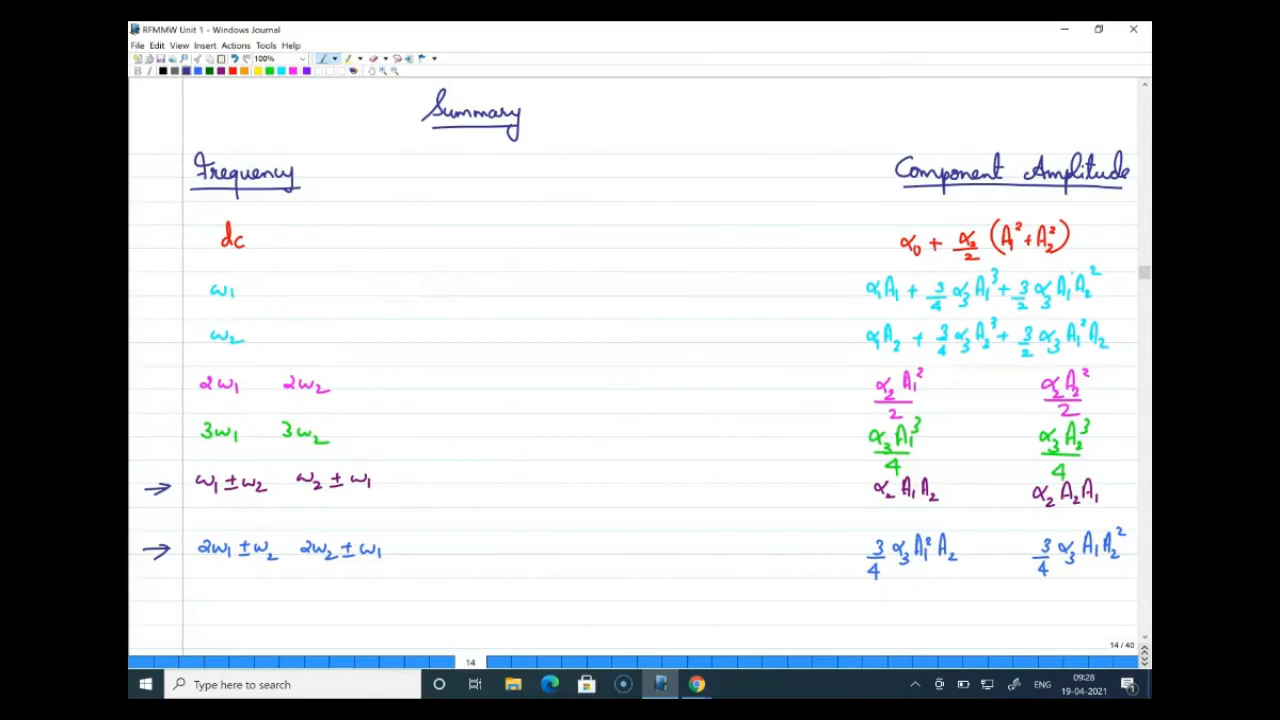 RFMMW Unit 1 - Windows Journal
File Edit View Insert Actions Tools Help
100%
B I
Summary
Frequency Component Amplitude
dc α₀ + α₂/2 (A₁² + A₂²)
ω₁ α₁A₁ + 3/4 α₃A₁³ + 3/2 α₃A₁A₂²
ω₂ α₁A₂ + 3/4 α₃A₂³ + 3/2 α₃A₁²A₂
2ω₁ 2ω₂ α₂A₁²/2 α₂A₂²/2
3ω₁ 3ω₂ α₃A₁³/4 α₃A₂³/4
→ ω₁ ± ω₂ ω₂ ± ω₁ α₂A₁A₂ α₂A₂A₁
→ 2ω₁ ± ω₂ 2ω₂ ± ω₁ 3/4 α₃A₁²A₂ 3/4 α₃A₁A₂²
14 / 40
14
Type here to search ENG 09:28
19-04-2021